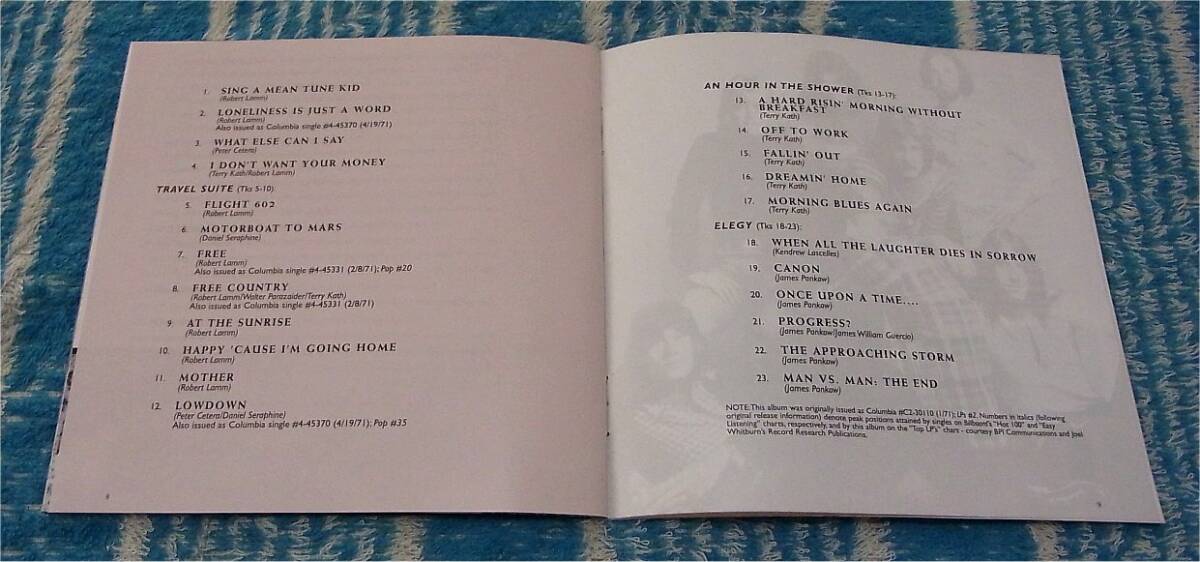 1. SING A MEAN TUNE KID
(Robert Lamm)
2. LONELINESS IS JUST A WORD
(Robert Lamm)
Also issued as Columbia single #4-45370 (4/19/71)
3. WHAT ELSE CAN I SAY
(Peter Cetera)
4. I DON'T WANT YOUR MONEY
(Terry Kath/Robert Lamm)
TRAVEL SUITE (Tks 5-10):
5. FLIGHT 602
(Robert Lamm)
6. MOTORBOAT TO MARS
(Daniel Seraphine)
7. FREE
(Robert Lamm)
Also issued as Columbia single #4-45331 (2/8/71); Pop #20
8. FREE COUNTRY
(Robert Lamm/Walter Parazaider/Terry Kath)
Also issued as Columbia single #4-45331 (2/8/71)
9. AT THE SUNRISE
(Robert Lamm)
10. HAPPY 'CAUSE I'M GOING HOME
(Robert Lamm)
11. MOTHER
(Robert Lamm)
12. LOWDOWN
(Peter Cetera/Daniel Seraphine)
Also issued as Columbia single #4-45370 (4/19/71); Pop #35
8
AN HOUR IN THE SHOWER (Tks 13-17):
13. A HARD RISIN' MORNING WITHOUT
BREAKFAST
(Terry Kath)
14. OFF TO WORK
(Terry Kath)
15. FALLIN' OUT
(Terry Kath)
16. DREAMIN' HOME
(Terry Kath)
17. MORNING BLUES AGAIN
(Terry Kath)
ELEGY (Tks 18-23):
18. WHEN ALL THE LAUGHTER DIES IN SORROW
(Kendrew Lascelles)
19. CANON
(James Pankow)
20. ONCE UPON A TIME....
(James Pankow)
21. PROGRESS?
(James Pankow/James William Guercio)
22. THE APPROACHING STORM
(James Pankow)
23. MAN VS. MAN: THE END
(James Pankow)
NOTE: This album was originally issued as Columbia #C2-30110 (1/71); LPs #2. Numbers in italics (following
original release information) denote peak positions attained by singles on Billboard's "Hot 100" and "Easy
Listening" charts, respectively, and by this album on the "Top LP's" chart - courtesy BPI Communications and Joel
Whitburn's Record Research Publications.
9